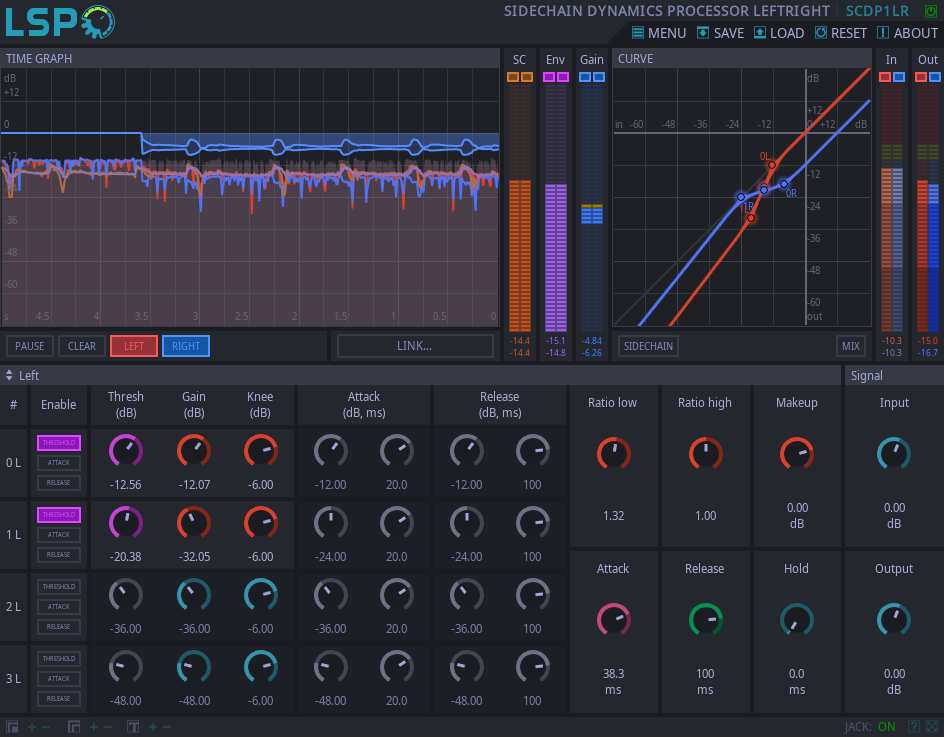 LSP
SIDECHAIN DYNAMICS PROCESSOR LEFTRIGHT SCDP1LR
MENU SAVE LOAD RESET ABOUT
TIME GRAPH
SC Env Gain
CURVE
In Out
dB
+12
0
-12
-24
-36
-48
-60
s 4.5 4 3.5 3 2.5 2 1.5 1 0.5 0
dB
+12
in -60 -48 -36 -24 -12 0 +12 dB
-12
-24
-36
-48
-60
out
0L
0R
1R
-14.4 -15.1 -4.84 -10.3 -15.0
-14.4 -14.8 -6.26 -10.3 -16.7
PAUSE CLEAR LEFT RIGHT LINK... SIDECHAIN MIX
Left
Signal
# Enable
Thresh (dB)
Gain (dB)
Knee (dB)
Attack (dB, ms)
Release (dB, ms)
Ratio low Ratio high Makeup Input
0 L
THRESHOLD
ATTACK
RELEASE
-12.56 -12.07 -6.00 -12.00 20.0 -12.00 100
1.32 1.00 0.00 dB 0.00 dB
1 L
THRESHOLD
ATTACK
RELEASE
-20.38 -32.05 -6.00 -24.00 20.0 -24.00 100
Attack Release Hold Output
2 L
THRESHOLD
ATTACK
RELEASE
-36.00 -36.00 -6.00 -36.00 20.0 -36.00 100
3 L
THRESHOLD
ATTACK
RELEASE
-48.00 -48.00 -6.00 -48.00 20.0 -48.00 100
38.3 ms 100 ms 0.0 ms 0.00 dB
JACK: ON